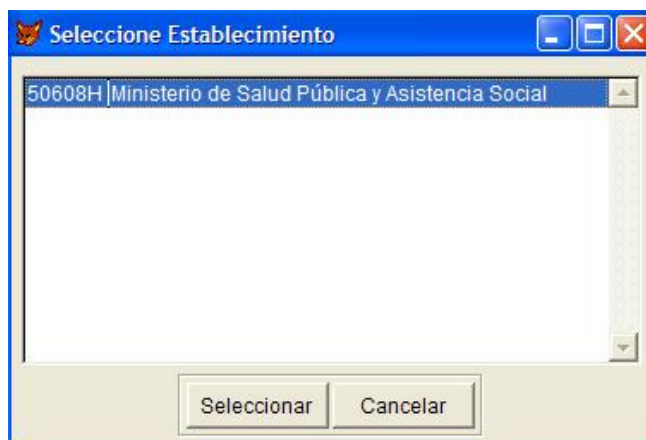 Seleccione Establecimiento
50608H Ministerio de Salud Pública y Asistencia Social
Seleccionar Cancelar